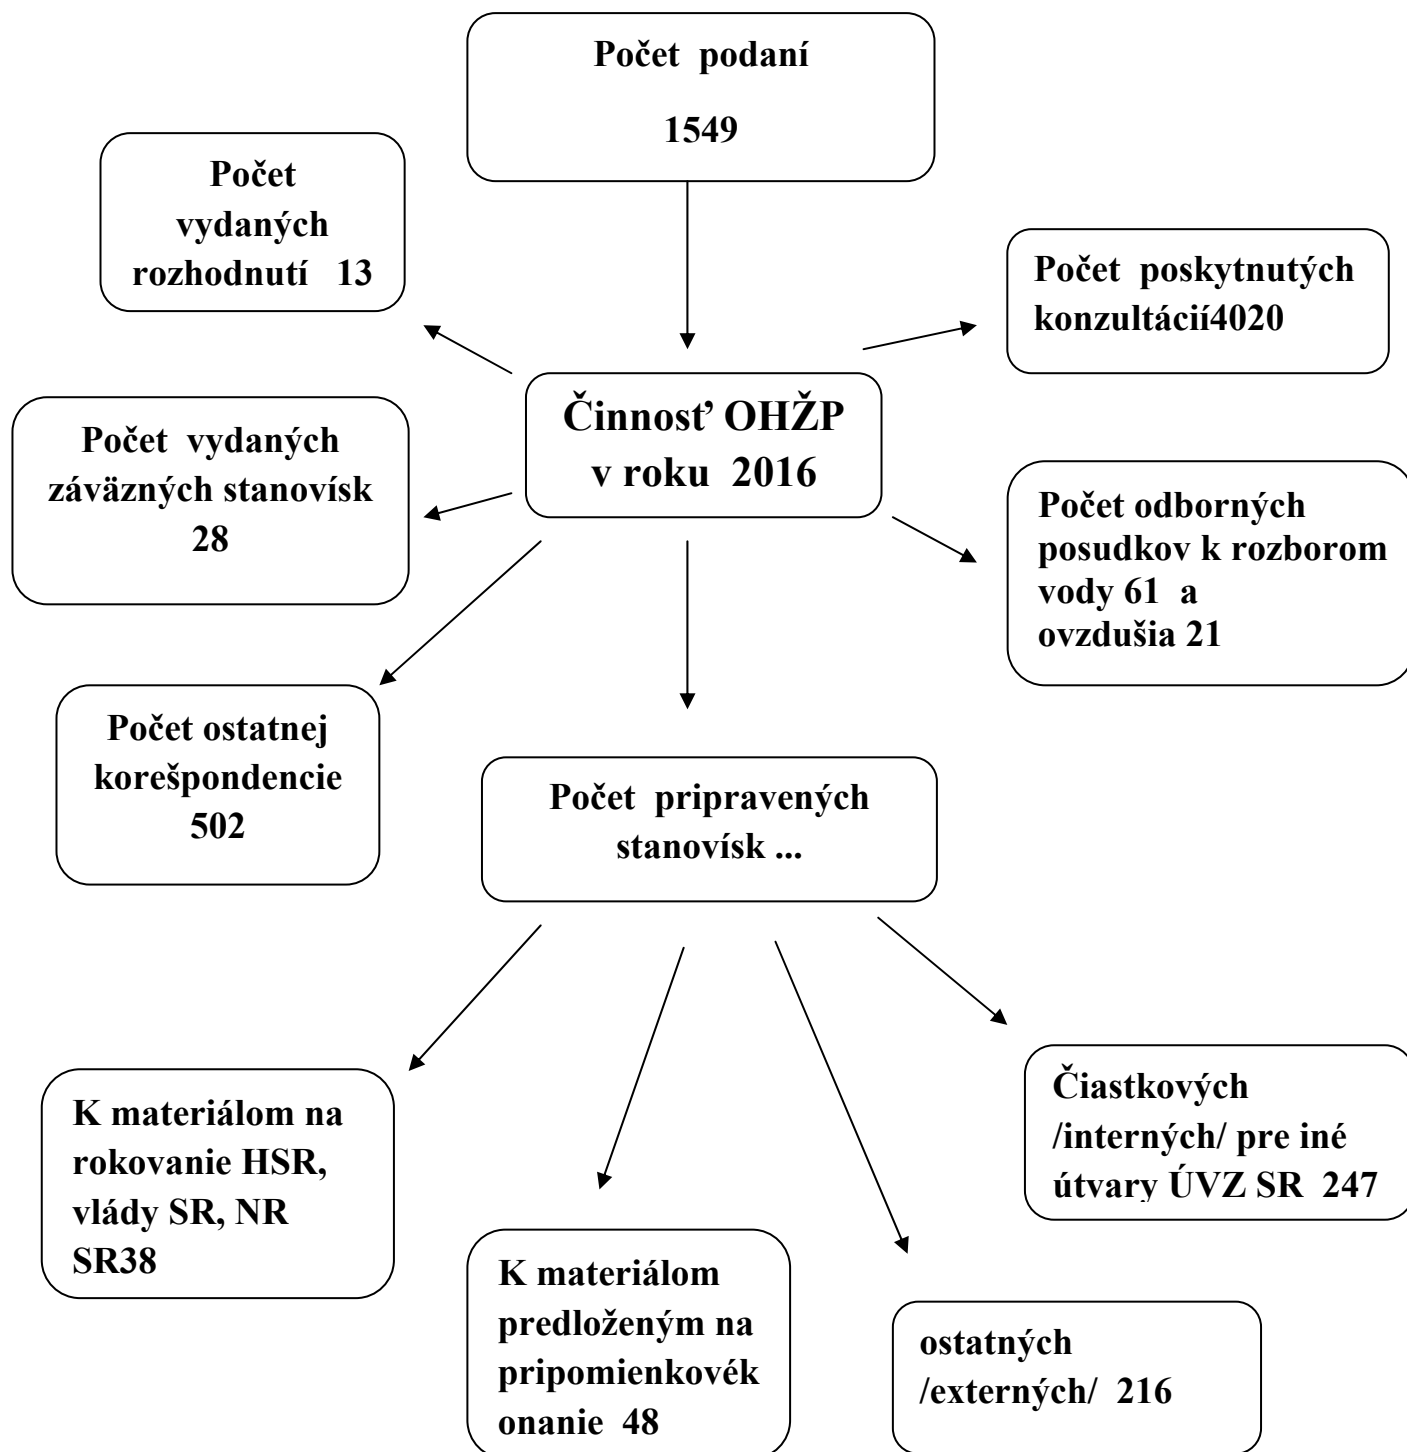 Počet podaní
1549
Počet
vydaných
rozhodnutí 13
Počet poskytnutých
konzultácií4020
Činnosť OHŽP
v roku 2016
Počet vydaných
záväzných stanovísk
28
Počet odborných
posudkov k rozborom
vody 61 a
ovzdušia 21
Počet ostatnej
korešpondencie
502
Počet pripravených
stanovísk ...
K materiálom na
rokovanie HSR,
vlády SR, NR
SR38
K materiálom
predloženým na
pripomienkovék
onanie 48
ostatných
/externých/ 216
Čiastkových
/interných/ pre iné
útvary ÚVZ SR 247